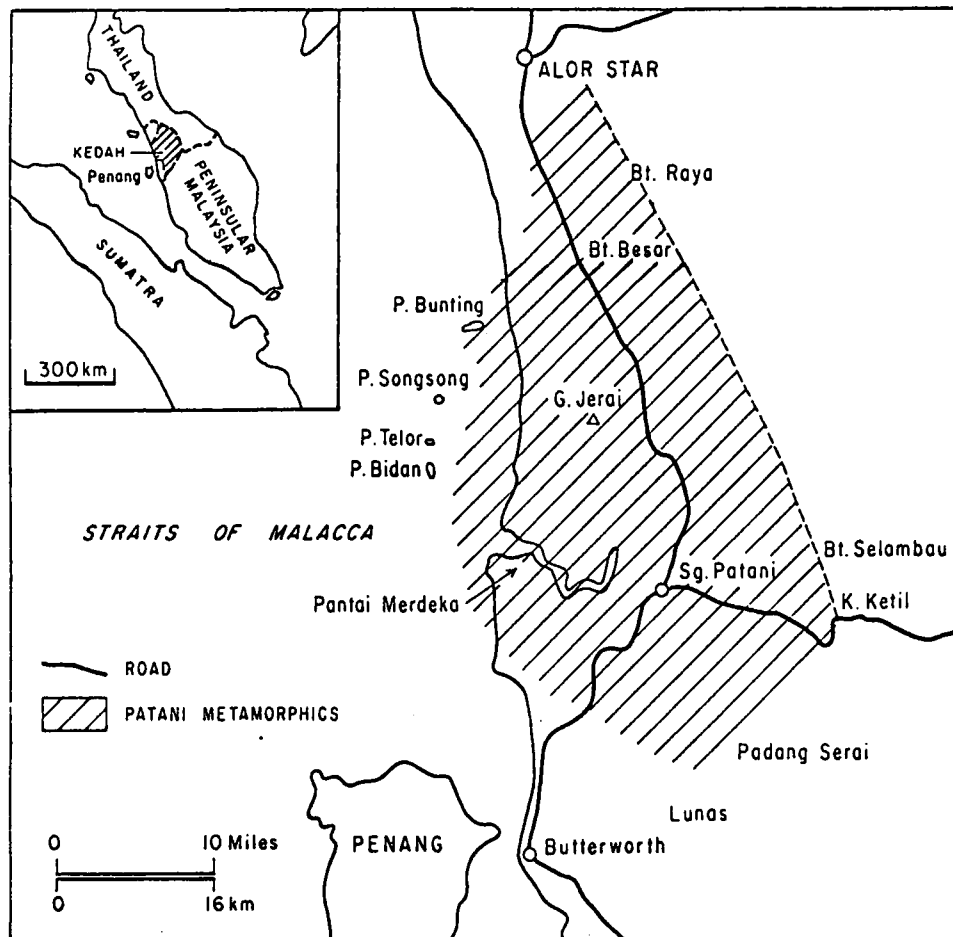 THAILAND
KEDAH
Penang
PENINSULAR
MALAYSIA
SUMATRA
300 km
ALOR STAR
Bt. Raya
Bt. Besar
P. Bunting
P. Songsong
G. Jerai
P. Telor
P. Bidan
STRAITS OF MALACCA
Bt. Selambau
Sg. Patani
K. Ketil
Pantai Merdeka
ROAD
PATANI METAMORPHICS
Padang Serai
Lunas
0 10 Miles
PENANG
Butterworth
0 16 km